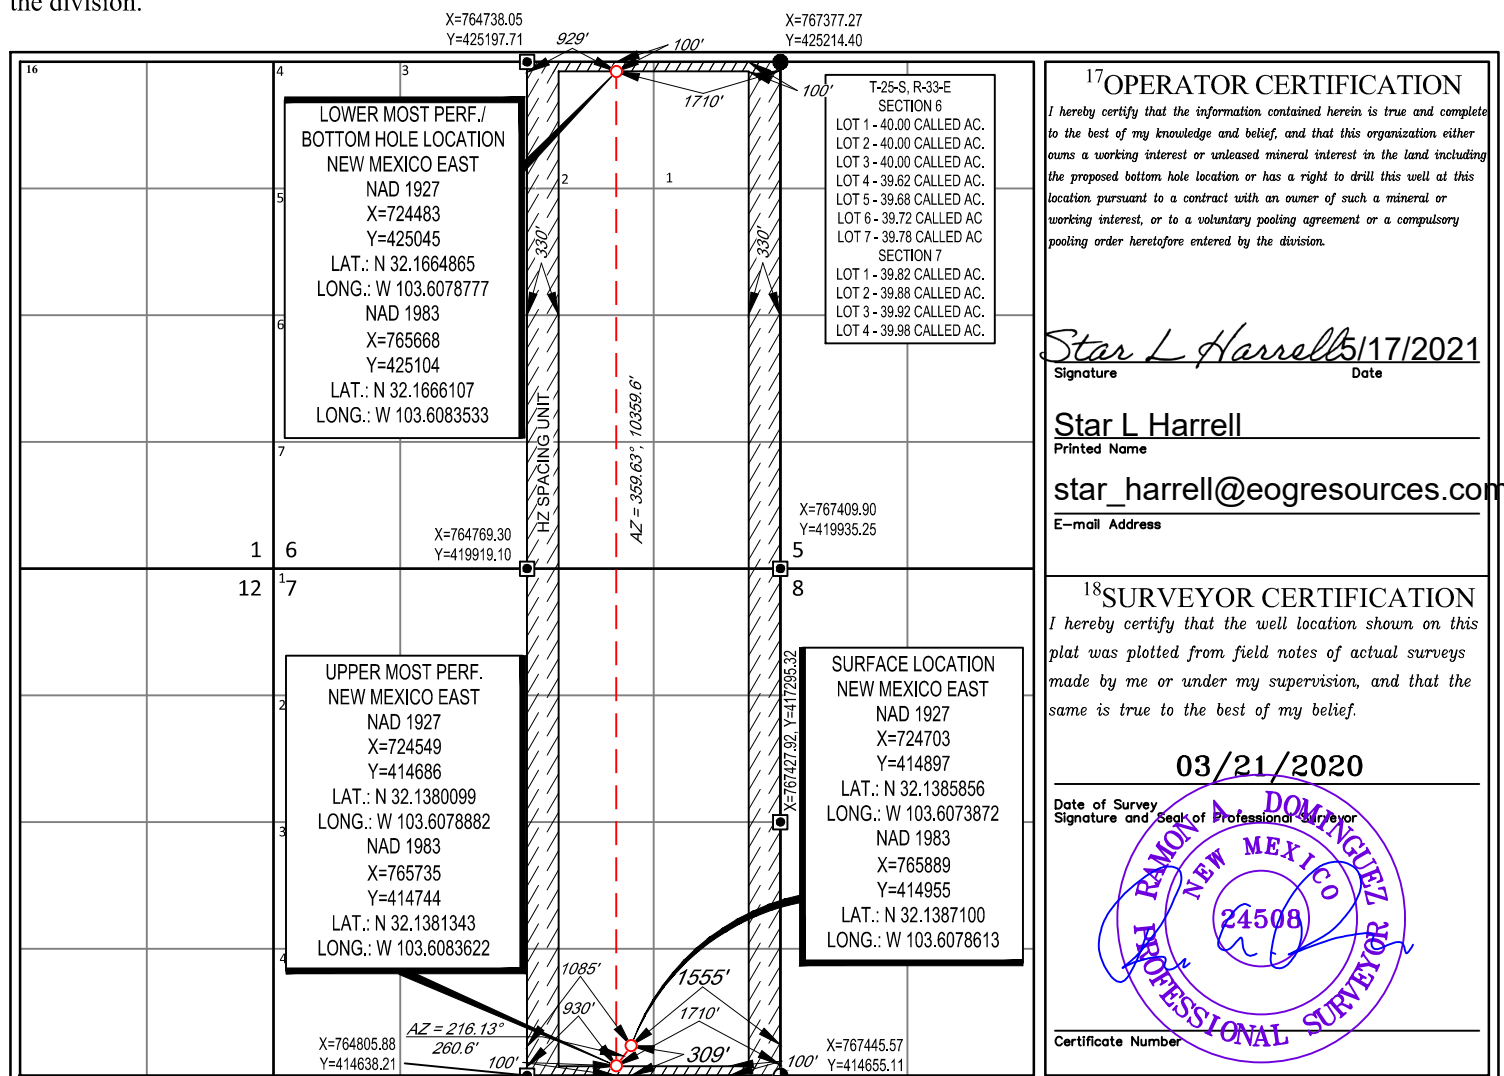 the division.
X=764738.05
Y=425197.71
X=767377.27
Y=425214.40
929'
100'
1710'
100'
16
4
3
5
2
1
6
7
LOWER MOST PERF./
BOTTOM HOLE LOCATION
NEW MEXICO EAST
NAD 1927
X=724483
Y=425045
LAT.: N 32.1664865
LONG.: W 103.6078777
NAD 1983
X=765668
Y=425104
LAT.: N 32.1666107
LONG.: W 103.6083533
T-25-S, R-33-E
SECTION 6
LOT 1 - 40.00 CALLED AC.
LOT 2 - 40.00 CALLED AC.
LOT 3 - 40.00 CALLED AC.
LOT 4 - 39.62 CALLED AC.
LOT 5 - 39.68 CALLED AC.
LOT 6 - 39.72 CALLED AC
LOT 7 - 39.78 CALLED AC
SECTION 7
LOT 1 - 39.82 CALLED AC.
LOT 2 - 39.88 CALLED AC.
LOT 3 - 39.92 CALLED AC.
LOT 4 - 39.98 CALLED AC.
330'
330'
HZ SPACING UNIT
AZ = 359.63°, 10359.6'
X=764769.30
Y=419919.10
X=767409.90
Y=419935.25
1 6
5
12 1 7
8
2
3
4
UPPER MOST PERF.
NEW MEXICO EAST
NAD 1927
X=724549
Y=414686
LAT.: N 32.1380099
LONG.: W 103.6078882
NAD 1983
X=765735
Y=414744
LAT.: N 32.1381343
LONG.: W 103.6083622
X=767427.92, Y=417295.32
SURFACE LOCATION
NEW MEXICO EAST
NAD 1927
X=724703
Y=414897
LAT.: N 32.1385856
LONG.: W 103.6073872
NAD 1983
X=765889
Y=414955
LAT.: N 32.1387100
LONG.: W 103.6078613
1085'
1555'
930'
1710'
AZ = 216.13°
260.6'
309'
100'
100'
X=764805.88
Y=414638.21
X=767445.57
Y=414655.11
17 OPERATOR CERTIFICATION
I hereby certify that the information contained herein is true and complete
to the best of my knowledge and belief, and that this organization either
owns a working interest or unleased mineral interest in the land including
the proposed bottom hole location or has a right to drill this well at this
location pursuant to a contract with an owner of such a mineral or
working interest, or to a voluntary pooling agreement or a compulsory
pooling order heretofore entered by the division.
Star L Harrell 5/17/2021
Signature Date
Star L Harrell
Printed Name
star_harrell@eogresources.com
E-mail Address
18 SURVEYOR CERTIFICATION
I hereby certify that the well location shown on this
plat was plotted from field notes of actual surveys
made by me or under my supervision, and that the
same is true to the best of my belief.
03/21/2020
Date of Survey
Signature and Seal of Professional Surveyor
RAMON A. DOMINGUEZ
NEW MEXICO
24508
PROFESSIONAL SURVEYOR
Certificate Number